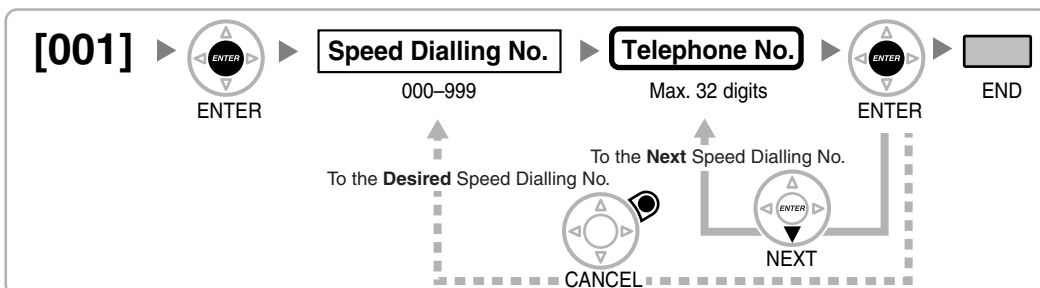 [001] ENTER Speed Dialling No. Telephone No. ENTER END
ENTER 000–999 Max. 32 digits ENTER
To the Next Speed Dialling No.
To the Desired Speed Dialling No.
ENTER
NEXT
CANCEL